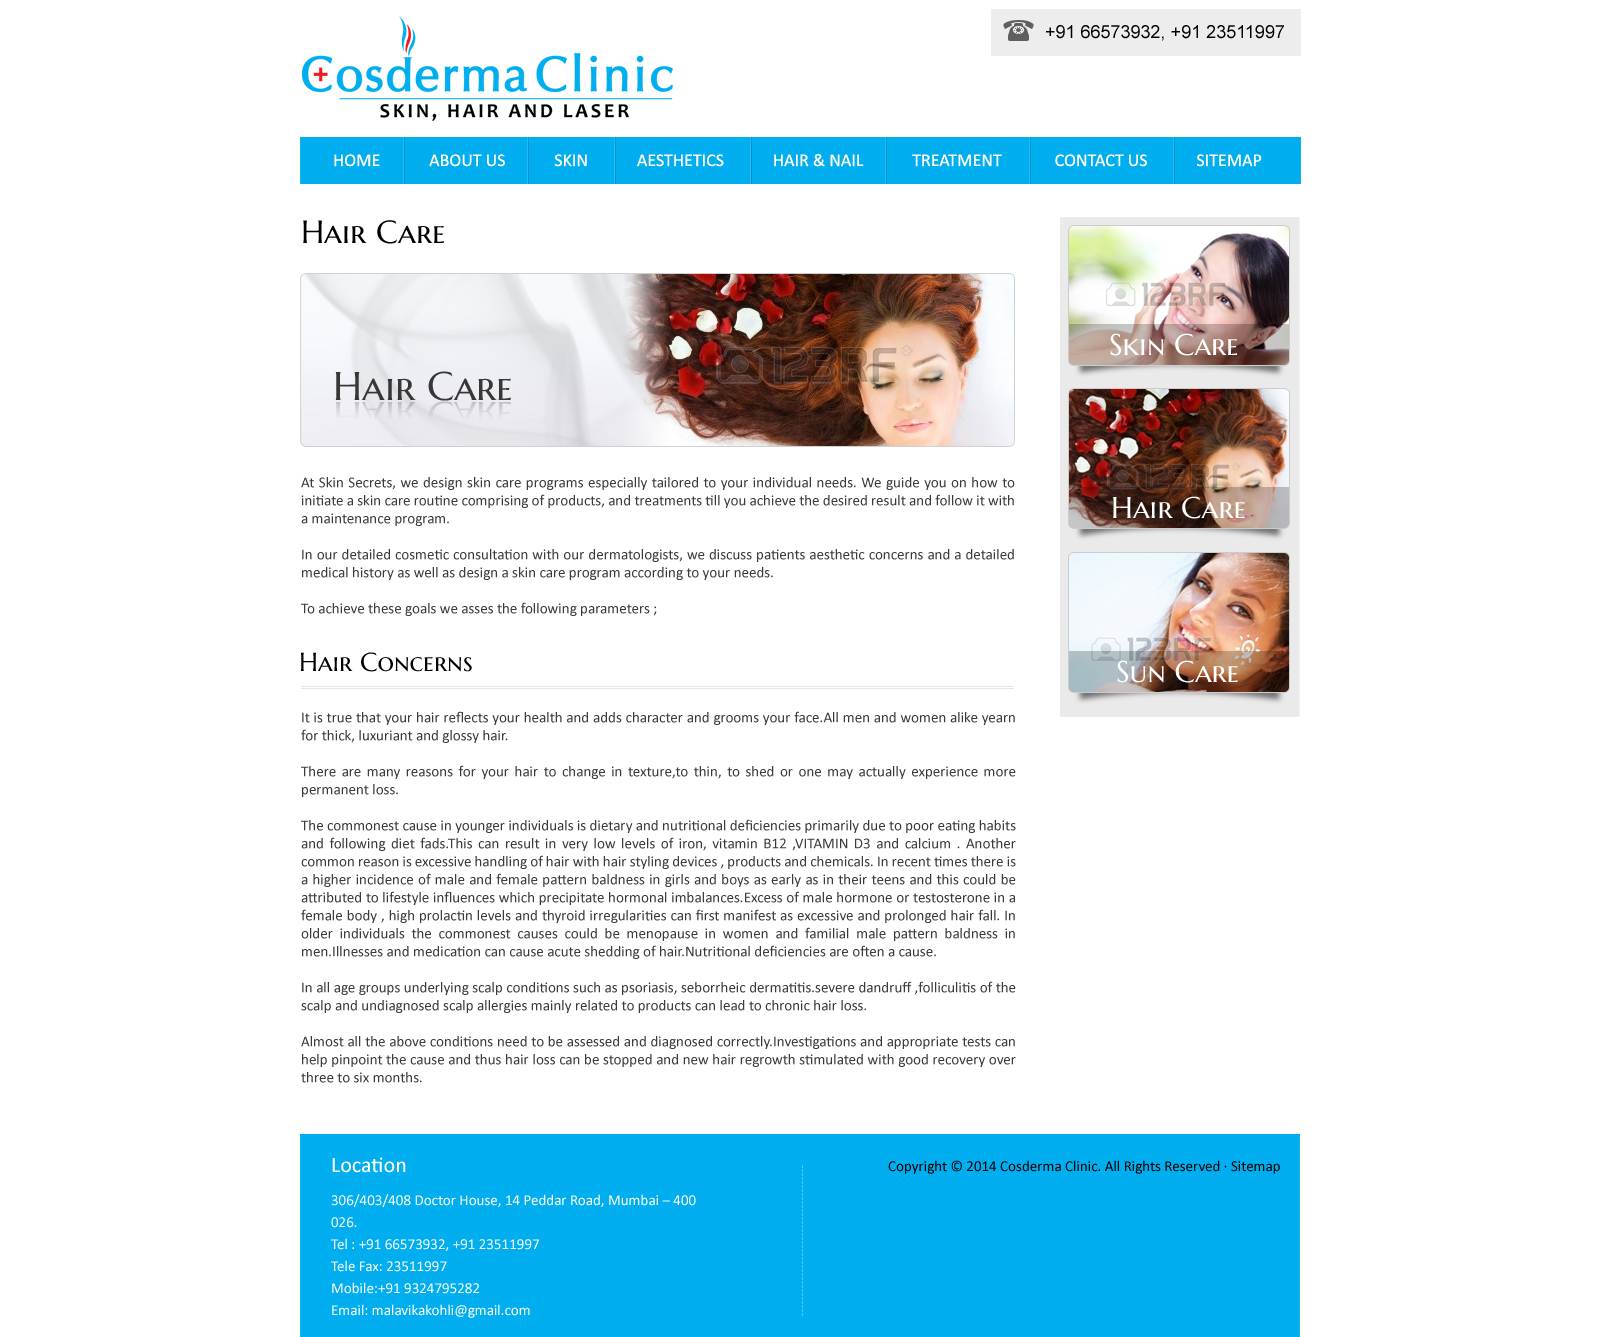 Cosderma Clinic
SKIN, HAIR AND LASER
+91 66573932, +91 23511997
HOME
ABOUT US
SKIN
AESTHETICS
HAIR & NAIL
TREATMENT
CONTACT US
SITEMAP
Hair Care
Hair Care
123RF
At Skin Secrets, we design skin care programs especially tailored to your individual needs. We guide you on how to
initiate a skin care routine comprising of products, and treatments till you achieve the desired result and follow it with
a maintenance program.
In our detailed cosmetic consultation with our dermatologists, we discuss patients aesthetic concerns and a detailed
medical history as well as design a skin care program according to your needs.
To achieve these goals we asses the following parameters ;
Hair Concerns
It is true that your hair reflects your health and adds character and grooms your face.All men and women alike yearn
for thick, luxuriant and glossy hair.
There are many reasons for your hair to change in texture,to thin, to shed or one may actually experience more
permanent loss.
The commonest cause in younger individuals is dietary and nutritional deficiencies primarily due to poor eating habits
and following diet fads.This can result in very low levels of iron, vitamin B12 ,VITAMIN D3 and calcium . Another
common reason is excessive handling of hair with hair styling devices , products and chemicals. In recent times there is
a higher incidence of male and female pattern baldness in girls and boys as early as in their teens and this could be
attributed to lifestyle influences which precipitate hormonal imbalances.Excess of male hormone or testosterone in a
female body , high prolactin levels and thyroid irregularities can first manifest as excessive and prolonged hair fall. In
older individuals the commonest causes could be menopause in women and familial male pattern baldness in
men.Illnesses and medication can cause acute shedding of hair.Nutritional deficiencies are often a cause.
In all age groups underlying scalp conditions such as psoriasis, seborrheic dermatitis.severe dandruff ,folliculitis of the
scalp and undiagnosed scalp allergies mainly related to products can lead to chronic hair loss.
Almost all the above conditions need to be assessed and diagnosed correctly.Investigations and appropriate tests can
help pinpoint the cause and thus hair loss can be stopped and new hair regrowth stimulated with good recovery over
three to six months.
123RF
Skin Care
123RF
Hair Care
123RF
Sun Care
Location
306/403/408 Doctor House, 14 Peddar Road, Mumbai – 400
026.
Tel : +91 66573932, +91 23511997
Tele Fax: 23511997
Mobile:+91 9324795282
Email: malavikakohli@gmail.com
Copyright © 2014 Cosderma Clinic. All Rights Reserved · Sitemap